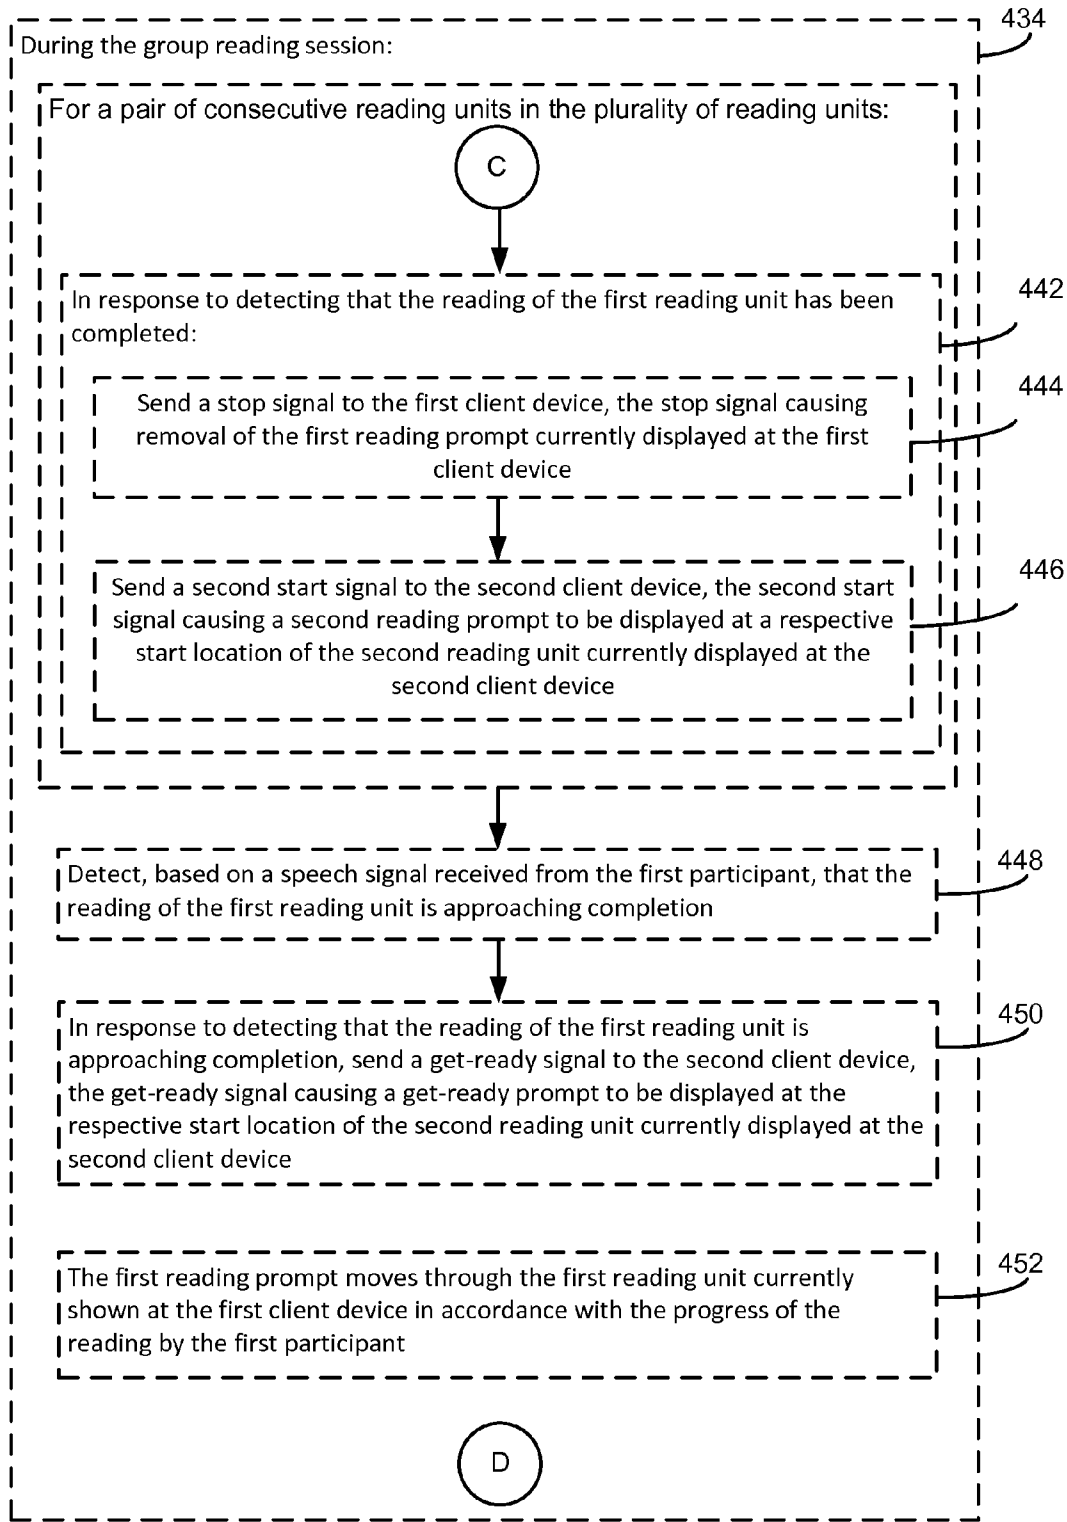 434
During the group reading session:
For a pair of consecutive reading units in the plurality of reading units:
C
442
In response to detecting that the reading of the first reading unit has been
completed:
444
Send a stop signal to the first client device, the stop signal causing
removal of the first reading prompt currently displayed at the first
client device
446
Send a second start signal to the second client device, the second start
signal causing a second reading prompt to be displayed at a respective
start location of the second reading unit currently displayed at the
second client device
448
Detect, based on a speech signal received from the first participant, that the
reading of the first reading unit is approaching completion
450
In response to detecting that the reading of the first reading unit is
approaching completion, send a get-ready signal to the second client device,
the get-ready signal causing a get-ready prompt to be displayed at the
respective start location of the second reading unit currently displayed at the
second client device
452
The first reading prompt moves through the first reading unit currently
shown at the first client device in accordance with the progress of the
reading by the first participant
D